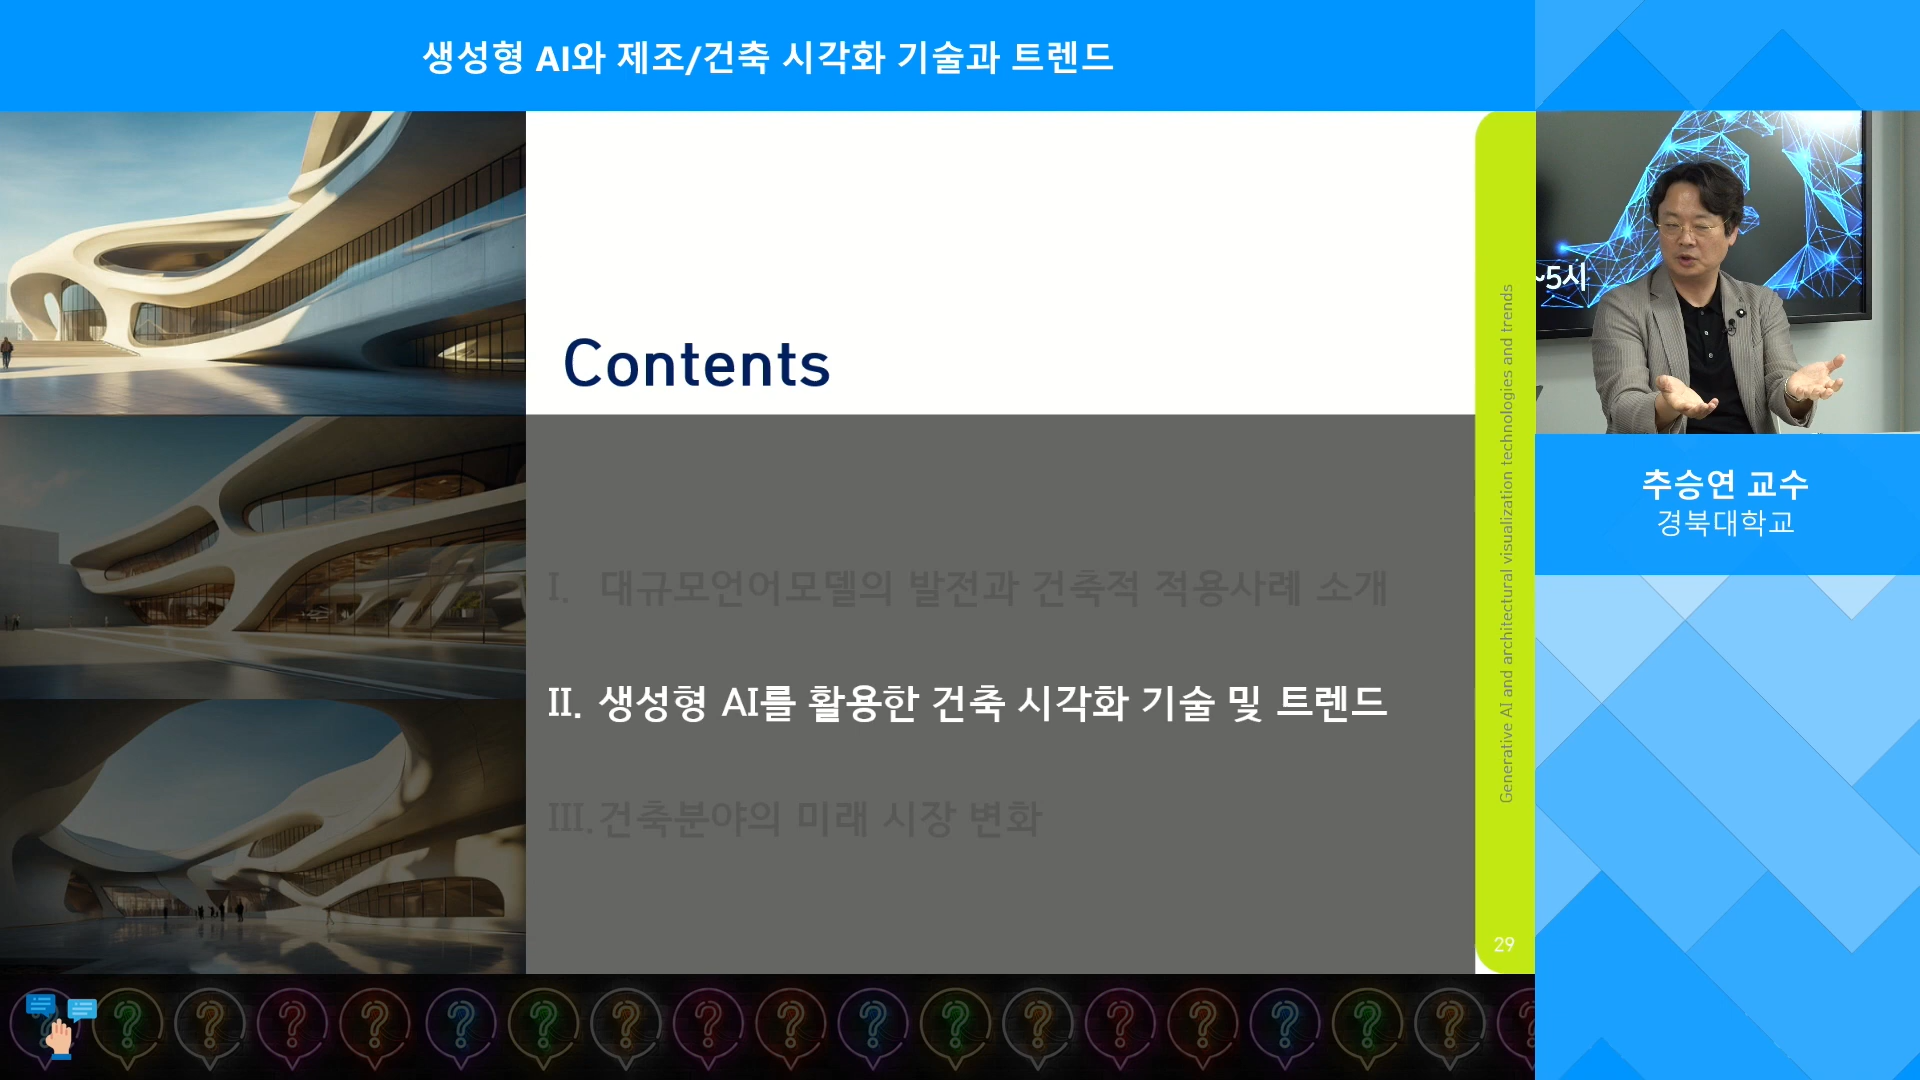 생성형 AI와 제조/건축 시각화 기술과 트렌드
Contents
I. 대규모언어모델의 발전과 건축적 적용사례 소개
II. 생성형 AI를 활용한 건축 시각화 기술 및 트렌드
III. 건축분야의 미래 시장 변화
Generative AI and architectural visualization technologies and trends
29
~5시
추승연 교수
경북대학교